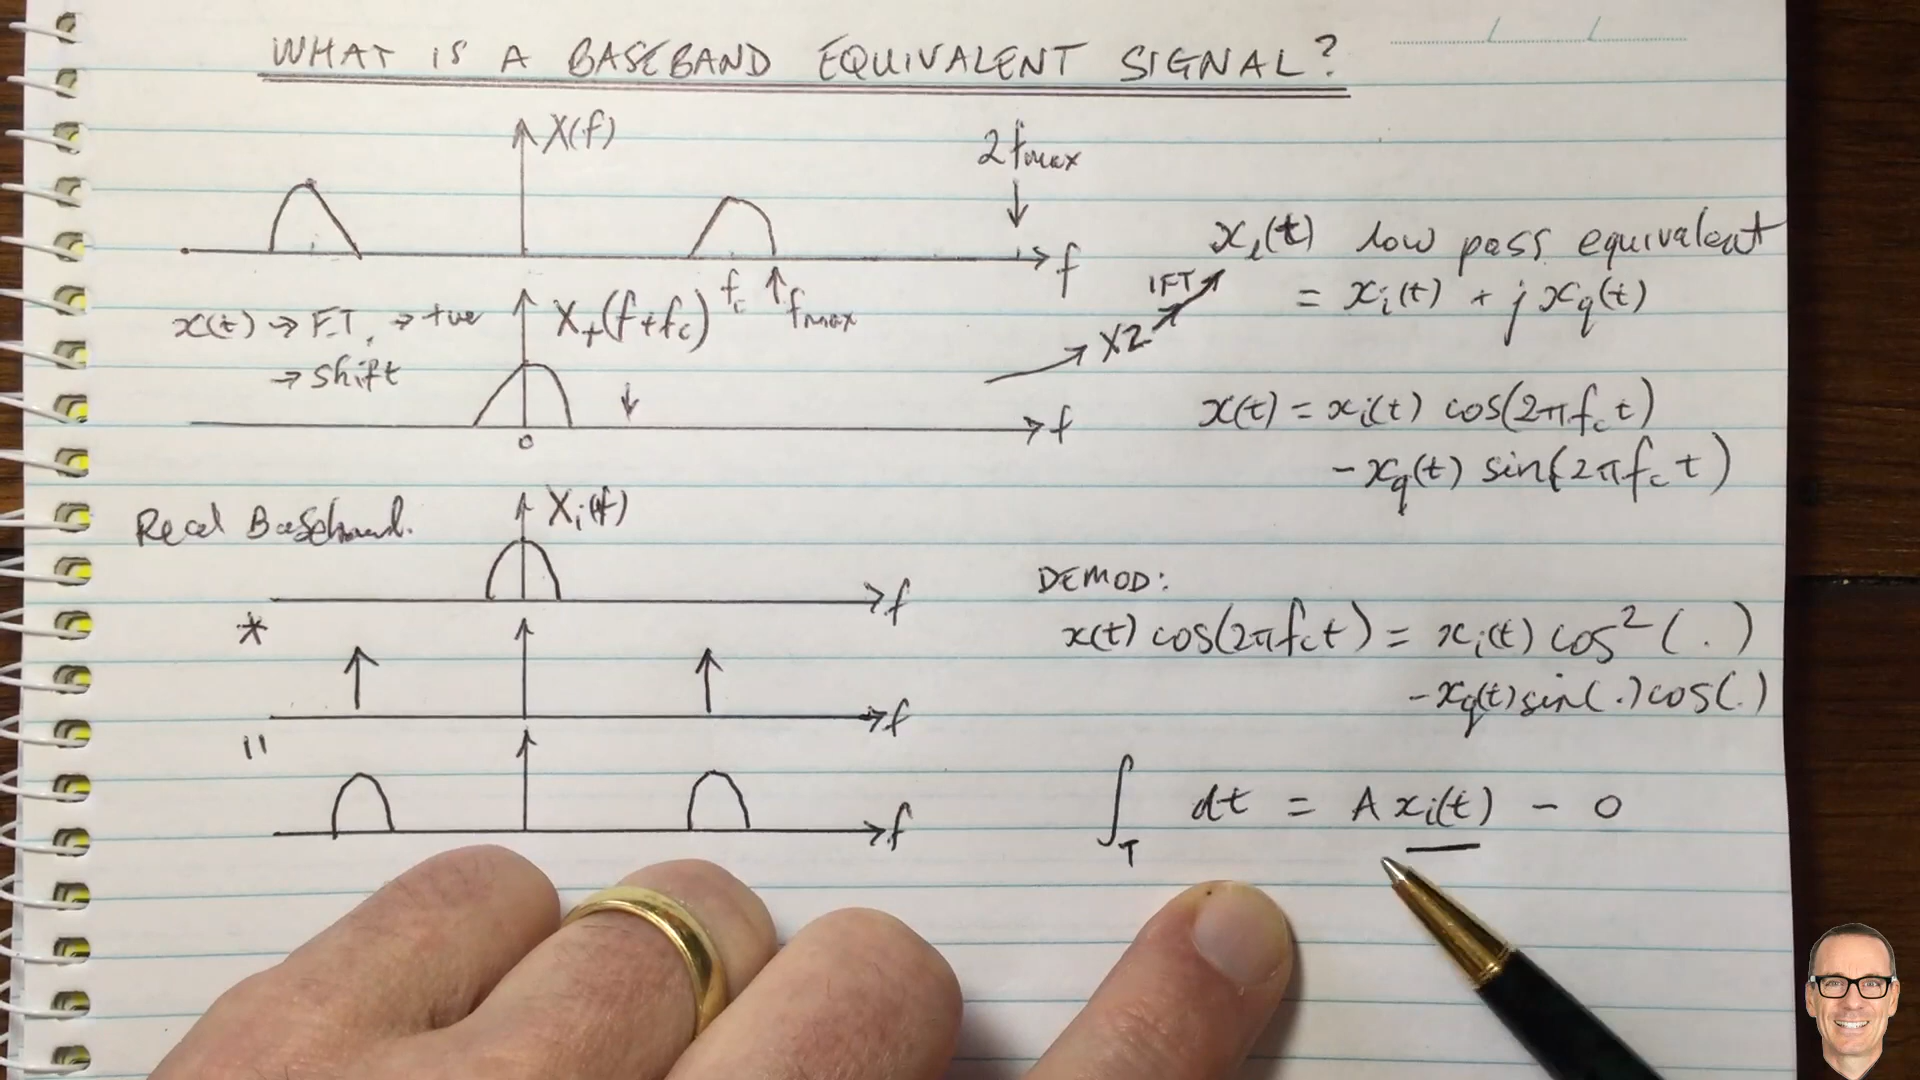 WHAT IS A BASEBAND EQUIVALENT SIGNAL?
X(f)
2fmax
f
fc
fmax
x(t) → F.T. → +ve
→ shift
X+(f+fc)
0
f
X2
IFT
xl(t) low pass equivalent
= xi(t) + j xq(t)
x(t) = xi(t) cos(2πfct)
-xq(t) sin(2πfct)
Real Baseband.
Xi(f)
f
*
f
=
f
DEMOD:
x(t) cos(2πfct) = xi(t) cos²(.)
-xq(t) sin(.) cos(.)
∫T dt = A xi(t) - 0